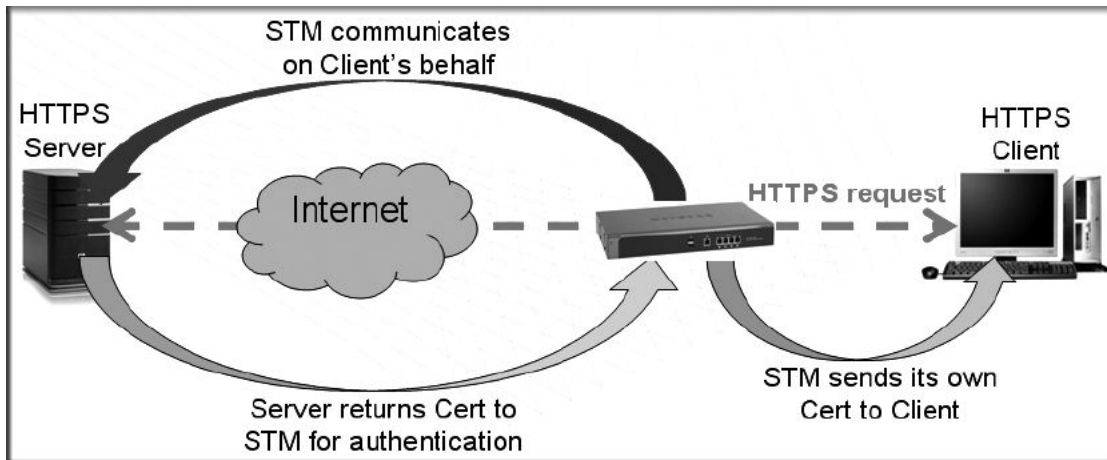 STM communicates
on Client's behalf
HTTPS
Server
HTTPS
Client
Internet
HTTPS request
NETGEAR
STM sends its own
Cert to Client
Server returns Cert to
STM for authentication